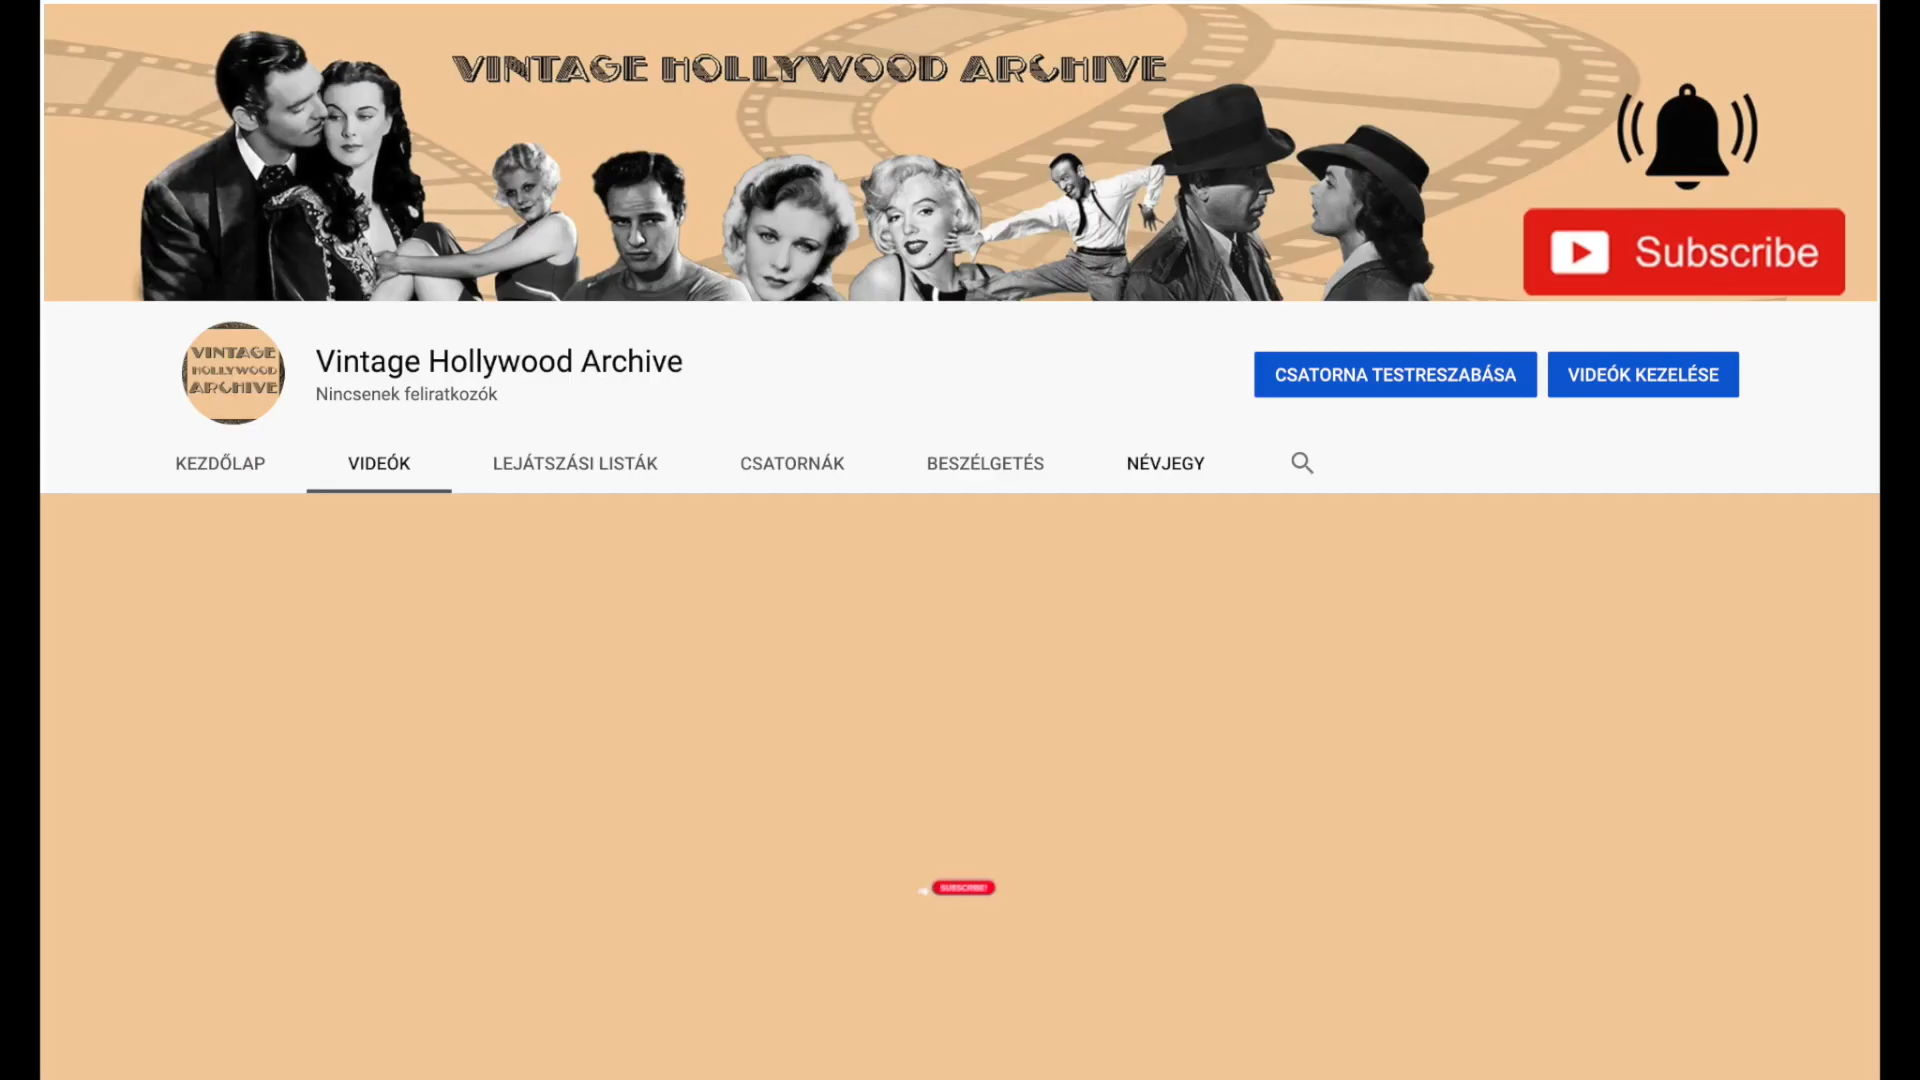 VINTAGE HOLLYWOOD ARCHIVE
Subscribe
VINTAGE
HOLLYWOOD
ARCHIVE
Vintage Hollywood Archive
Nincsenek feliratkozók
CSATORNA TESTRESZABÁSA
VIDEÓK KEZELÉSE
KEZDŐLAP
VIDEÓK
LEJÁTSZÁSI LISTÁK
CSATORNÁK
BESZÉLGETÉS
NÉVJEGY
SUBSCRIBE!